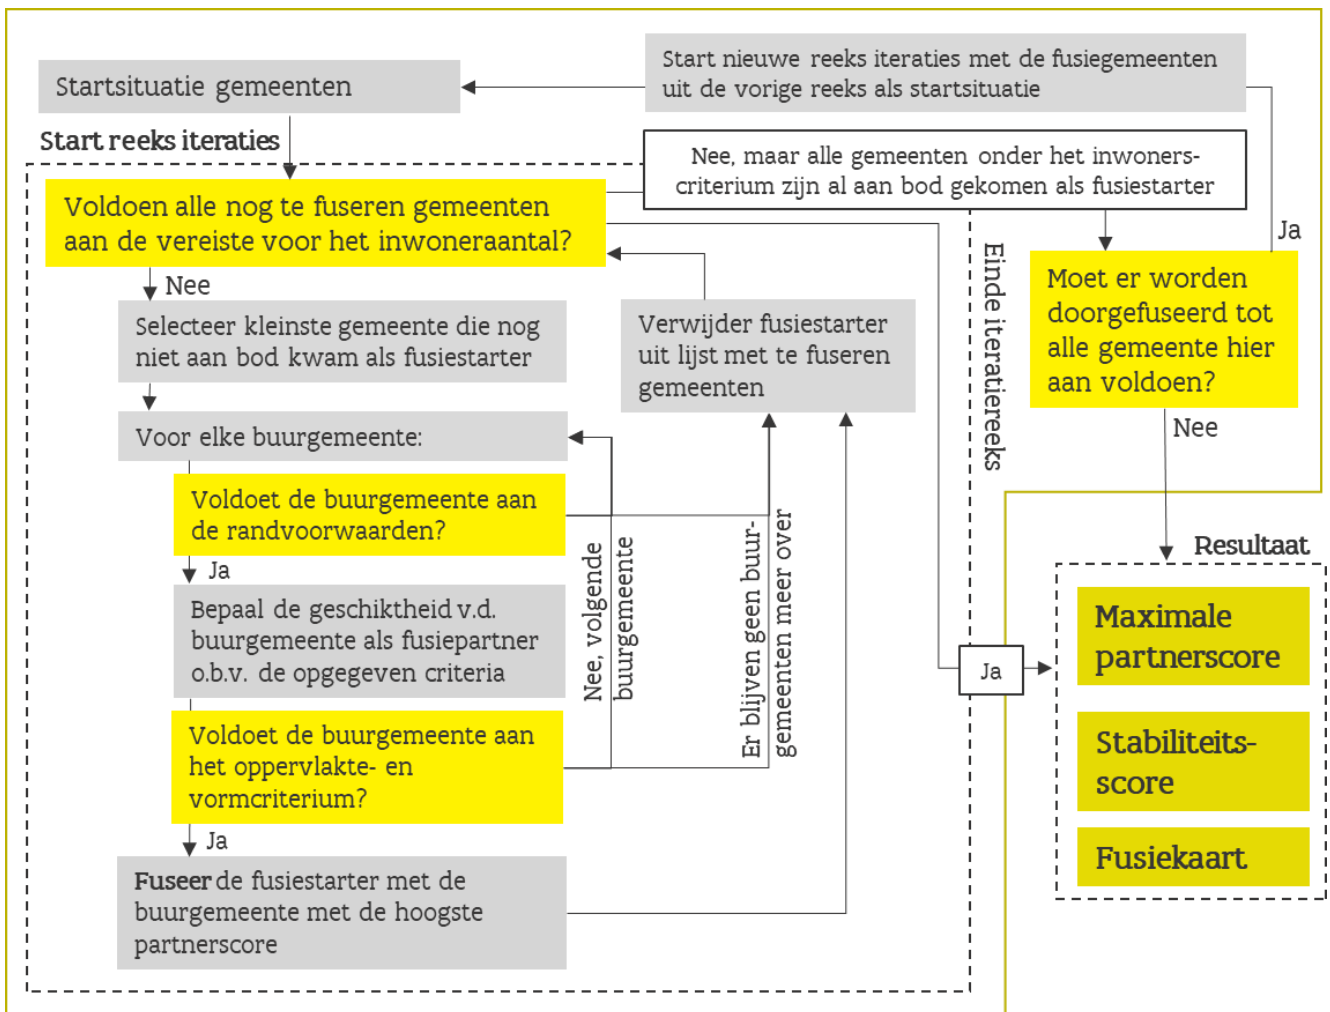 Startsituatie gemeenten
Start nieuwe reeks iteraties met de fusiegemeenten
uit de vorige reeks als startsituatie
Start reeks iteraties
Nee, maar alle gemeenten onder het inwoners-
criterium zijn al aan bod gekomen als fusiestarter
Voldoen alle nog te fuseren gemeenten
aan de vereiste voor het inwoneraantal?
Ja
Nee
Einde iteratiereeks
Moet er worden
doorgefuseerd tot
alle gemeente hier
aan voldoen?
Selecteer kleinste gemeente die nog
niet aan bod kwam als fusiestarter
Verwijder fusiestarter
uit lijst met te fuseren
gemeenten
Voor elke buurgemeente:
Nee
Voldoet de buurgemeente aan
de randvoorwaarden?
Nee, volgende
buurgemeente
Er blijven geen buur-
gemeenten meer over
Ja
Bepaal de geschiktheid v.d.
buurgemeente als fusiepartner
o.b.v. de opgegeven criteria
Voldoet de buurgemeente aan
het oppervlakte- en
vormcriterium?
Ja
Fuseer de fusiestarter met de
buurgemeente met de hoogste
partnerscore
Ja
Resultaat
Maximale
partnerscore
Stabiliteits-
score
Fusiekaart